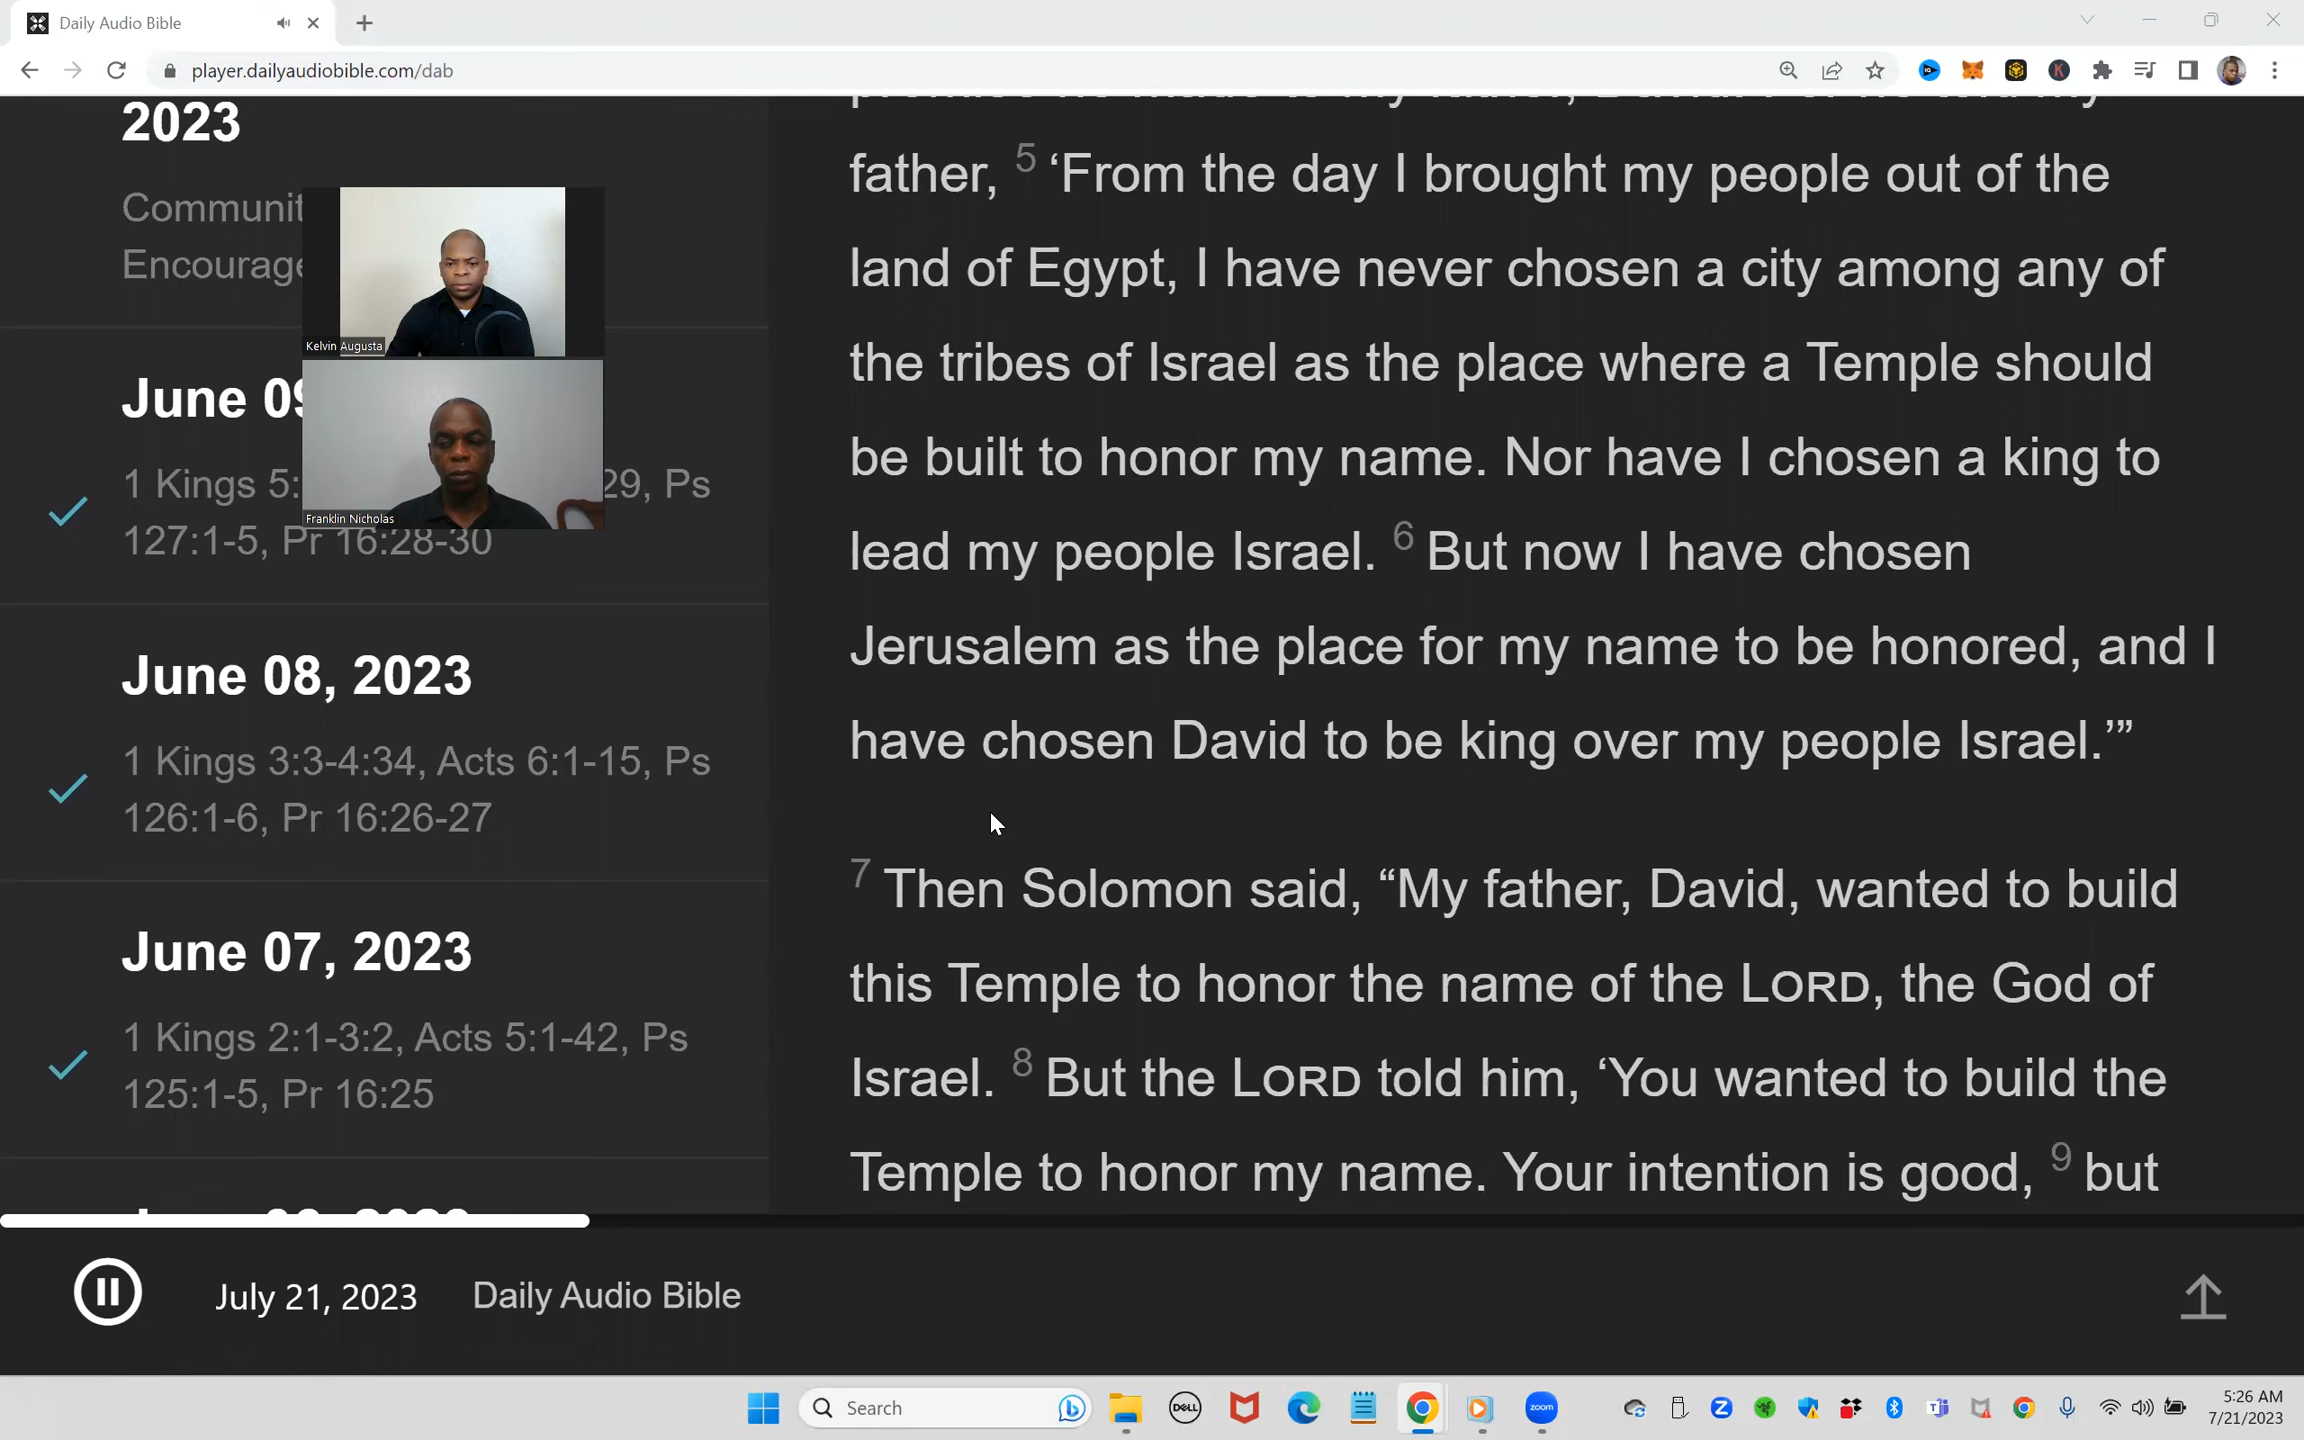 Daily Audio Bible
player.dailyaudiobible.com/dab
2023
Communit
Encourage
Kelvin Augusta
Franklin Nicholas
June 09
1 Kings 5: 29, Ps
127:1-5, Pr 16:28-30
June 08, 2023
1 Kings 3:3-4:34, Acts 6:1-15, Ps
126:1-6, Pr 16:26-27
June 07, 2023
1 Kings 2:1-3:2, Acts 5:1-42, Ps
125:1-5, Pr 16:25
father, 5 ‘From the day I brought my people out of the
land of Egypt, I have never chosen a city among any of
the tribes of Israel as the place where a Temple should
be built to honor my name. Nor have I chosen a king to
lead my people Israel. 6 But now I have chosen
Jerusalem as the place for my name to be honored, and I
have chosen David to be king over my people Israel.’”
7 Then Solomon said, “My father, David, wanted to build
this Temple to honor the name of the LORD, the God of
Israel. 8 But the LORD told him, ‘You wanted to build the
Temple to honor my name. Your intention is good, 9 but
July 21, 2023 Daily Audio Bible
Search
DELL
zoom
5:26 AM
7/21/2023